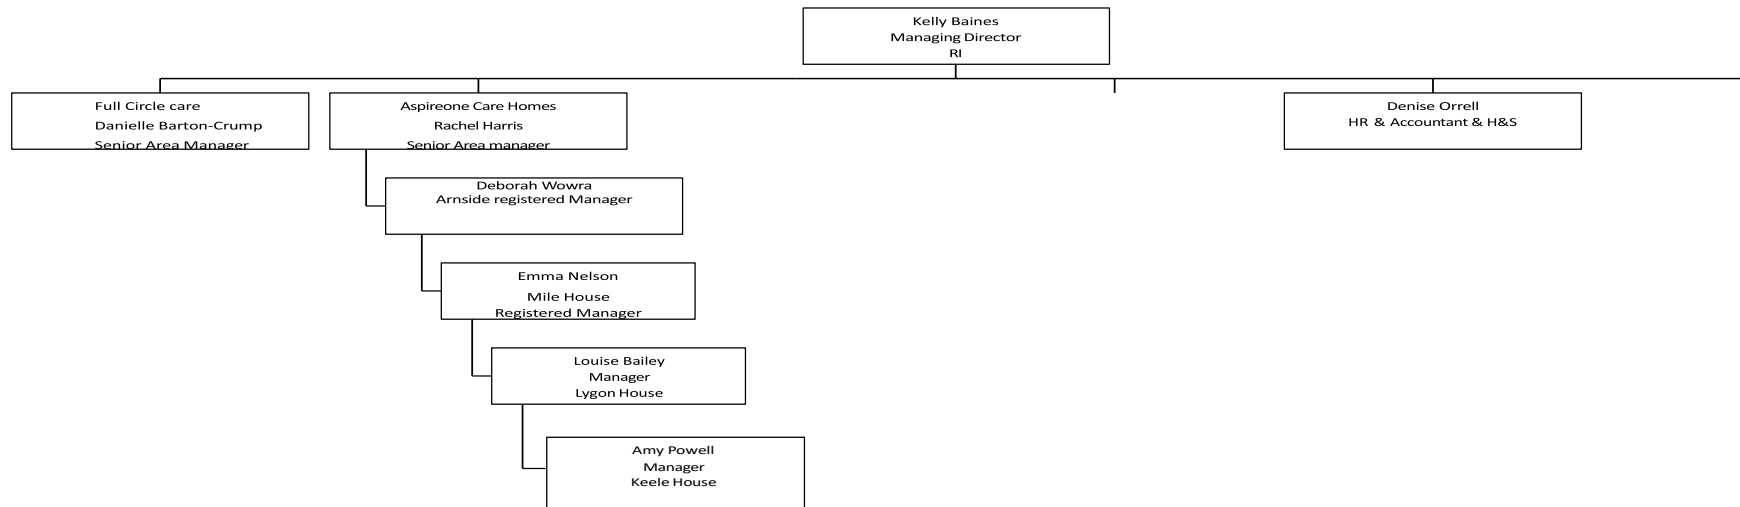 Kelly Baines
Managing Director
RI
Full Circle care
Danielle Barton-Crump
Senior Area Manager
Aspireone Care Homes
Rachel Harris
Senior Area manager
Denise Orrell
HR & Accountant & H&S
Deborah Wowra
Arnside registered Manager
Emma Nelson
Mile House
Registered Manager
Louise Bailey
Manager
Lygon House
Amy Powell
Manager
Keele House